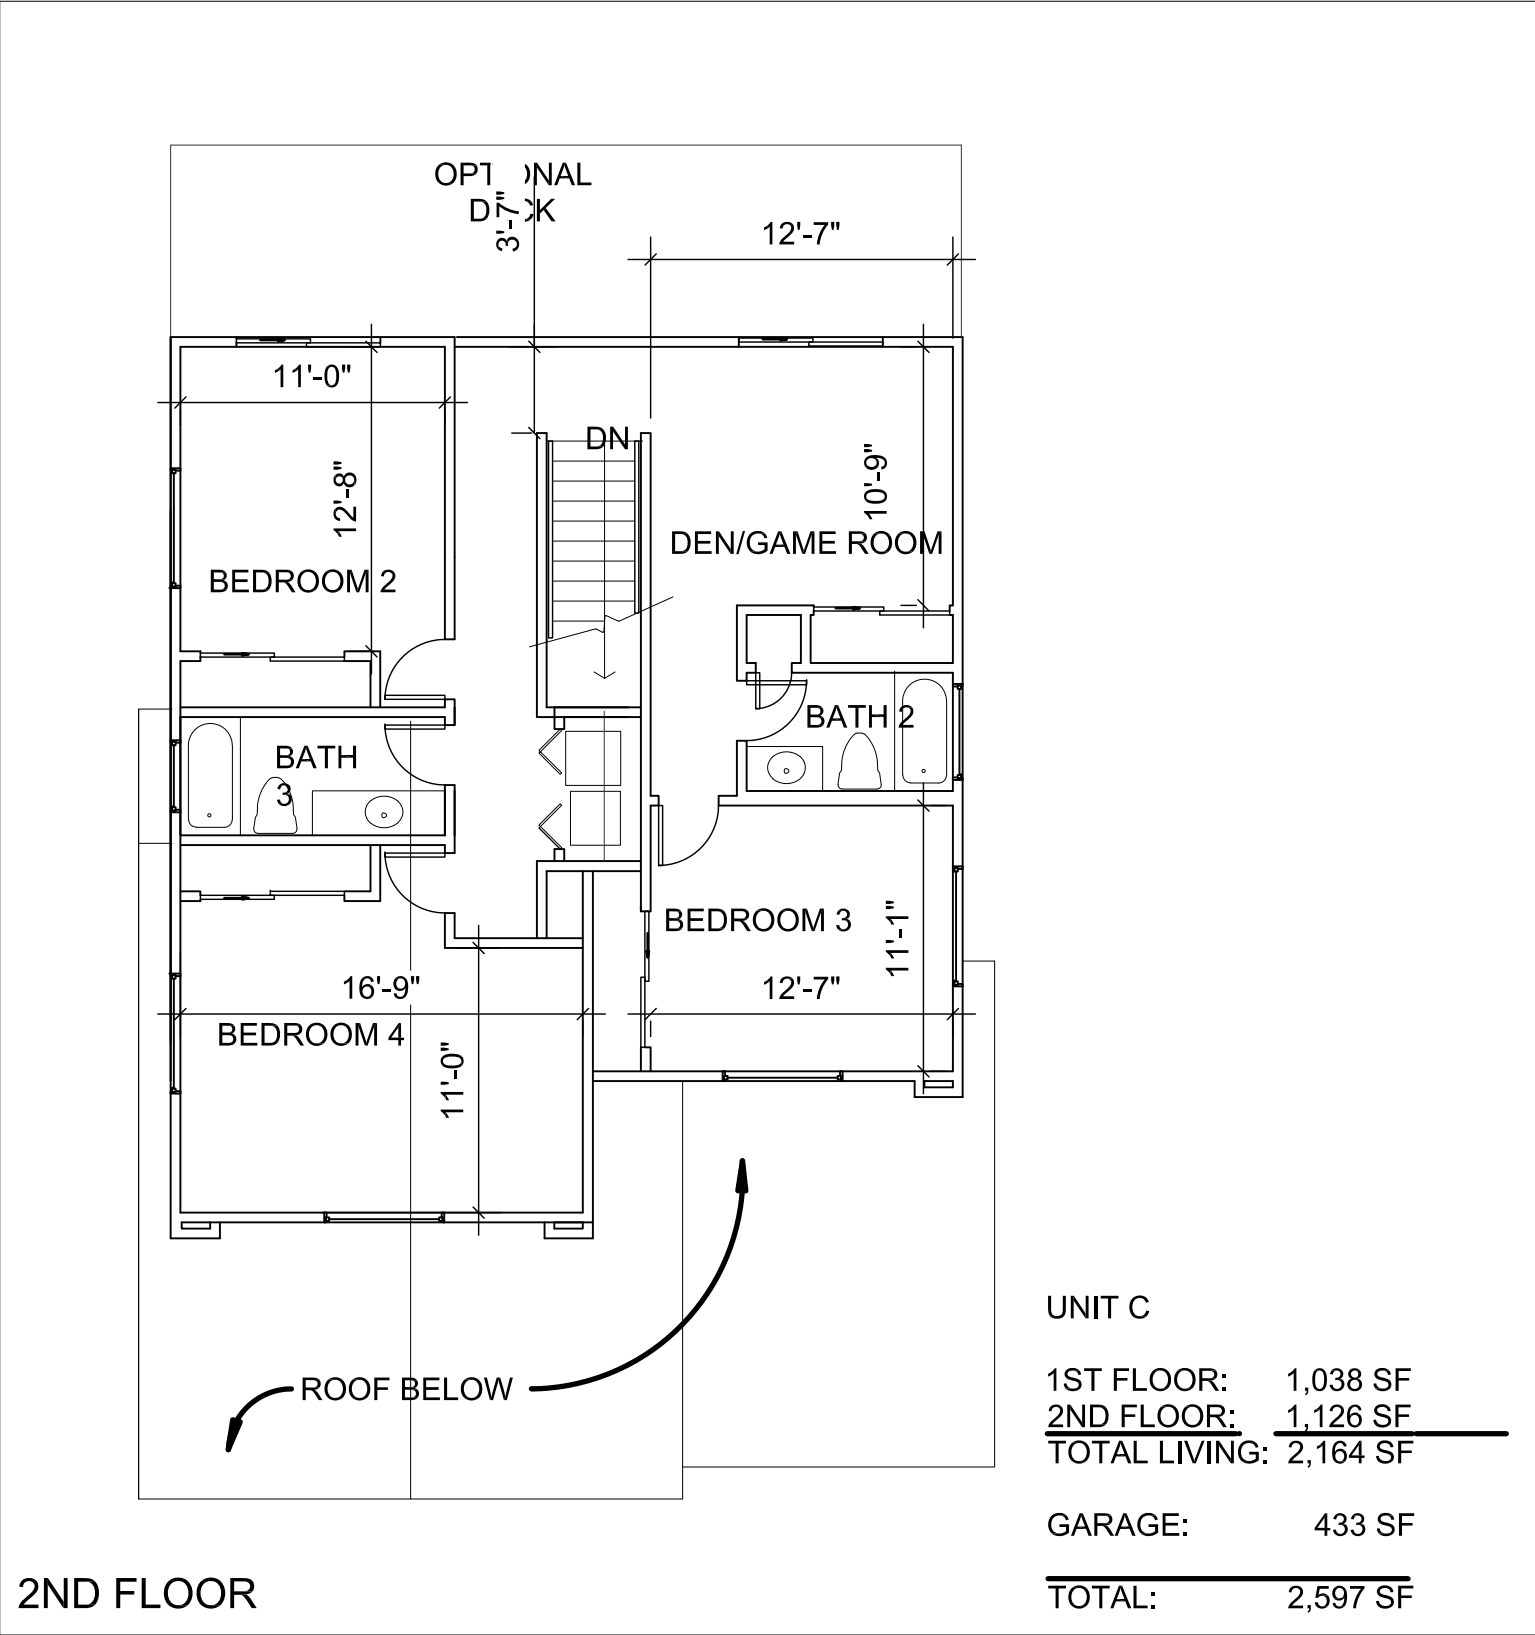 OPTIONAL
DECK
3'-7"
12'-7"
11'-0"
DN
12'-8"
10'-9"
DEN/GAME ROOM
BEDROOM 2
BATH 2
BATH
3
BEDROOM 3
11'-1"
16'-9"
12'-7"
BEDROOM 4
11'-0"
UNIT C
1ST FLOOR: 1,038 SF
2ND FLOOR: 1,126 SF
TOTAL LIVING: 2,164 SF
GARAGE: 433 SF
TOTAL: 2,597 SF
ROOF BELOW
2ND FLOOR